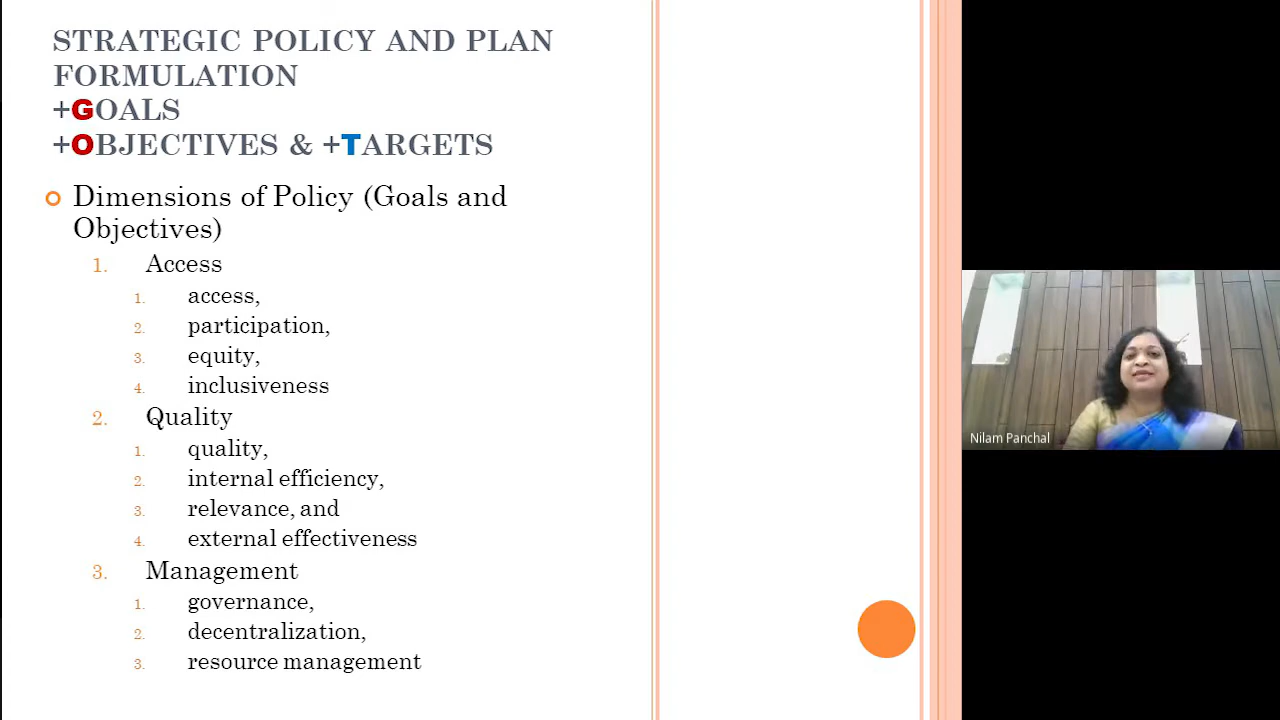 STRATEGIC POLICY AND PLAN
FORMULATION
+GOALS
+OBJECTIVES & +TARGETS
Dimensions of Policy (Goals and
Objectives)
1. Access
1. access,
2. participation,
3. equity,
4. inclusiveness
2. Quality
1. quality,
2. internal efficiency,
3. relevance, and
4. external effectiveness
3. Management
1. governance,
2. decentralization,
3. resource management
Nilam Panchal